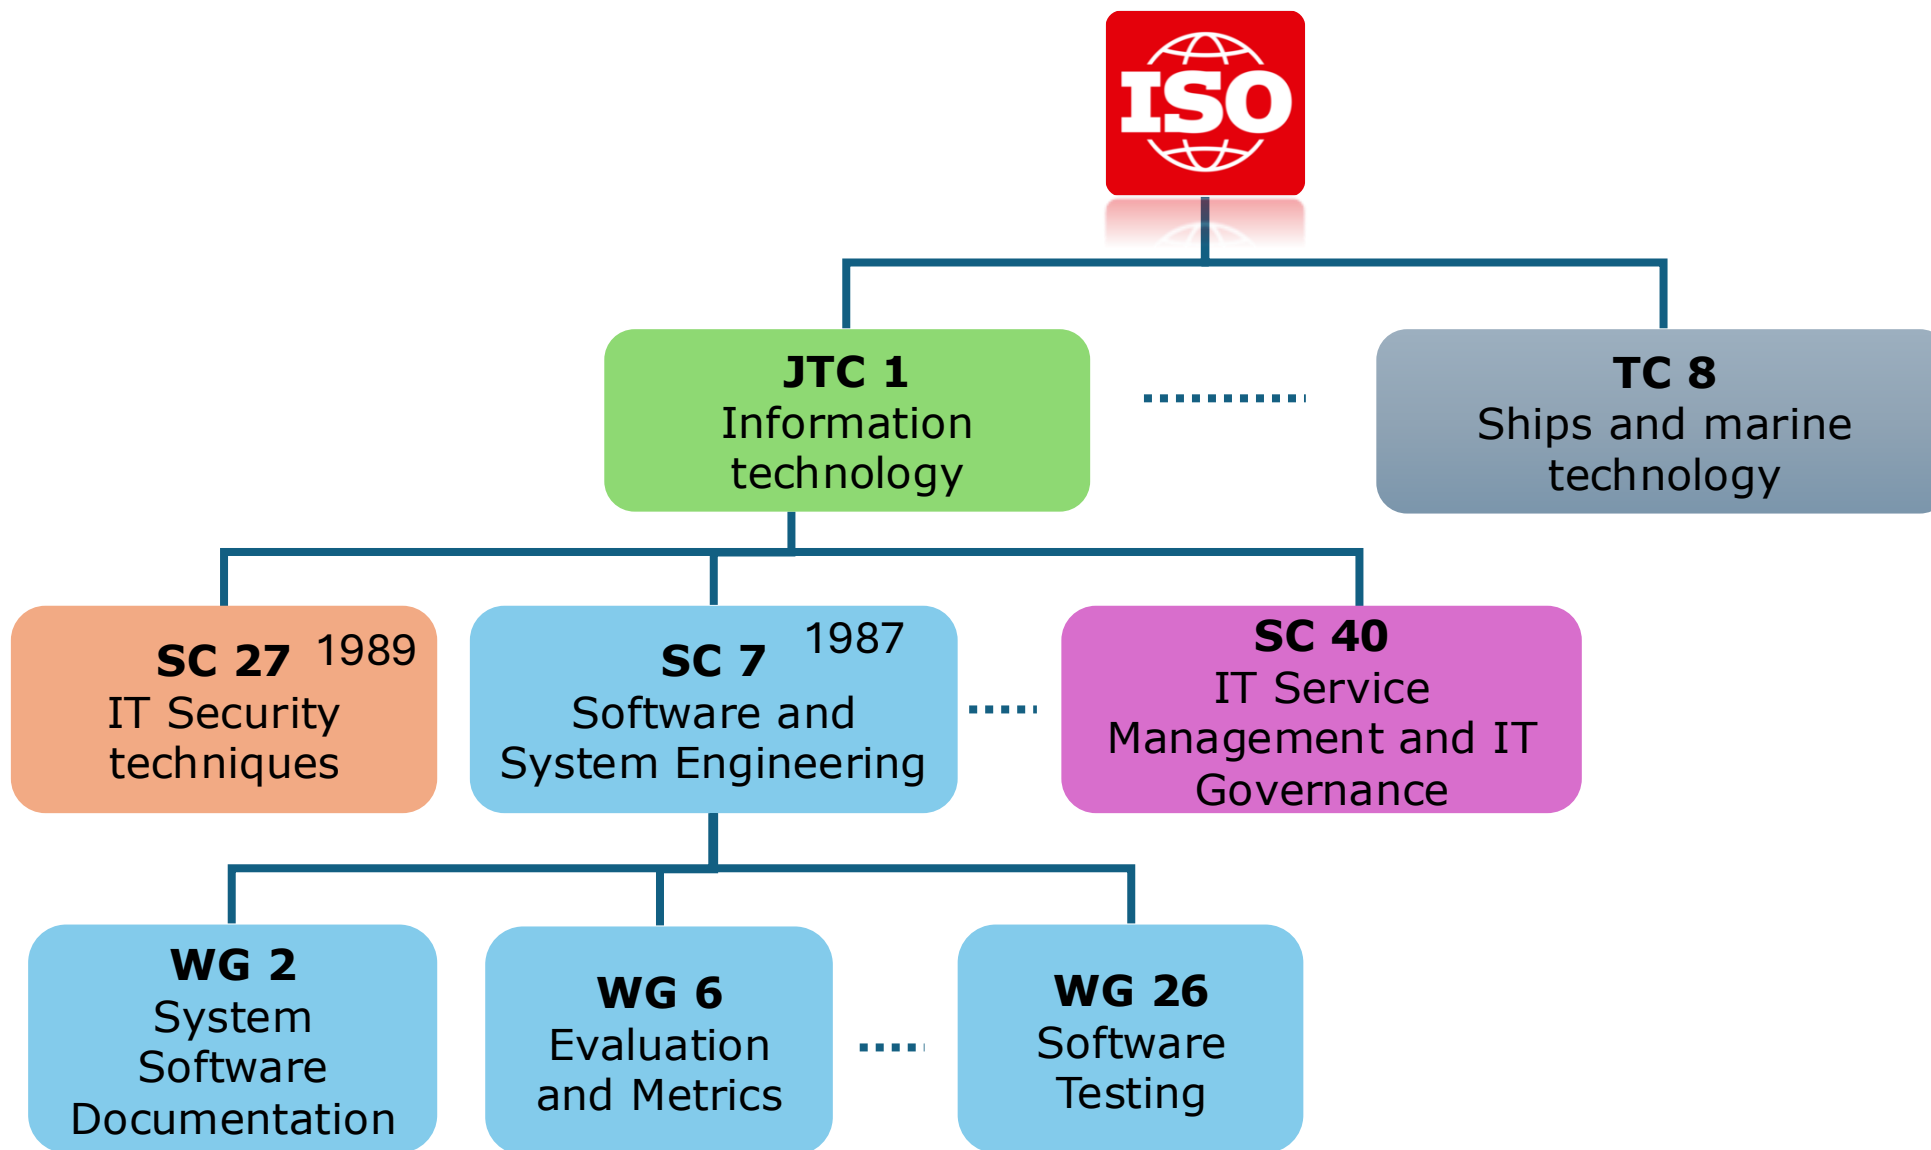 ISO
JTC 1
Information
technology
TC 8
Ships and marine
technology
SC 27 1989
IT Security
techniques
SC 7 1987
Software and
System Engineering
SC 40
IT Service
Management and IT
Governance
WG 2
System
Software
Documentation
WG 6
Evaluation
and Metrics
WG 26
Software
Testing